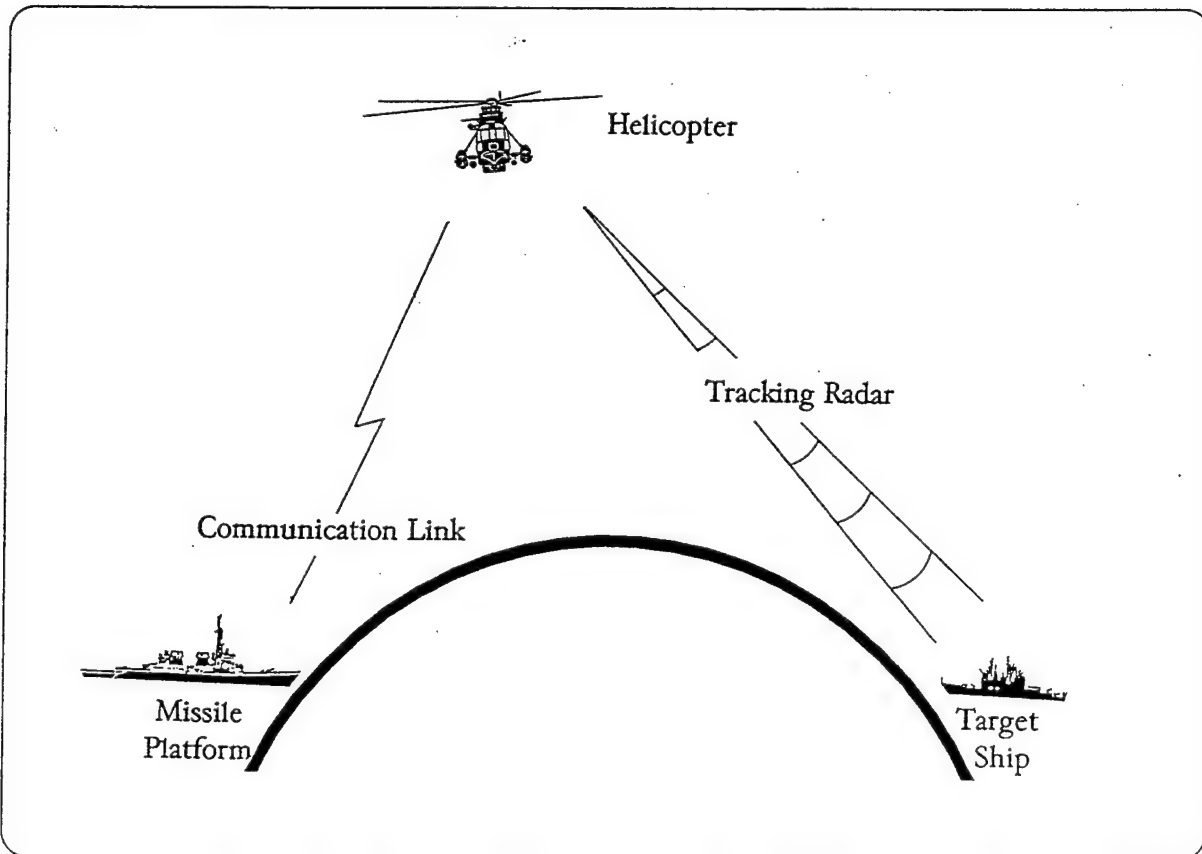 Helicopter
Tracking Radar
Communication Link
Missile
Platform
Target
Ship